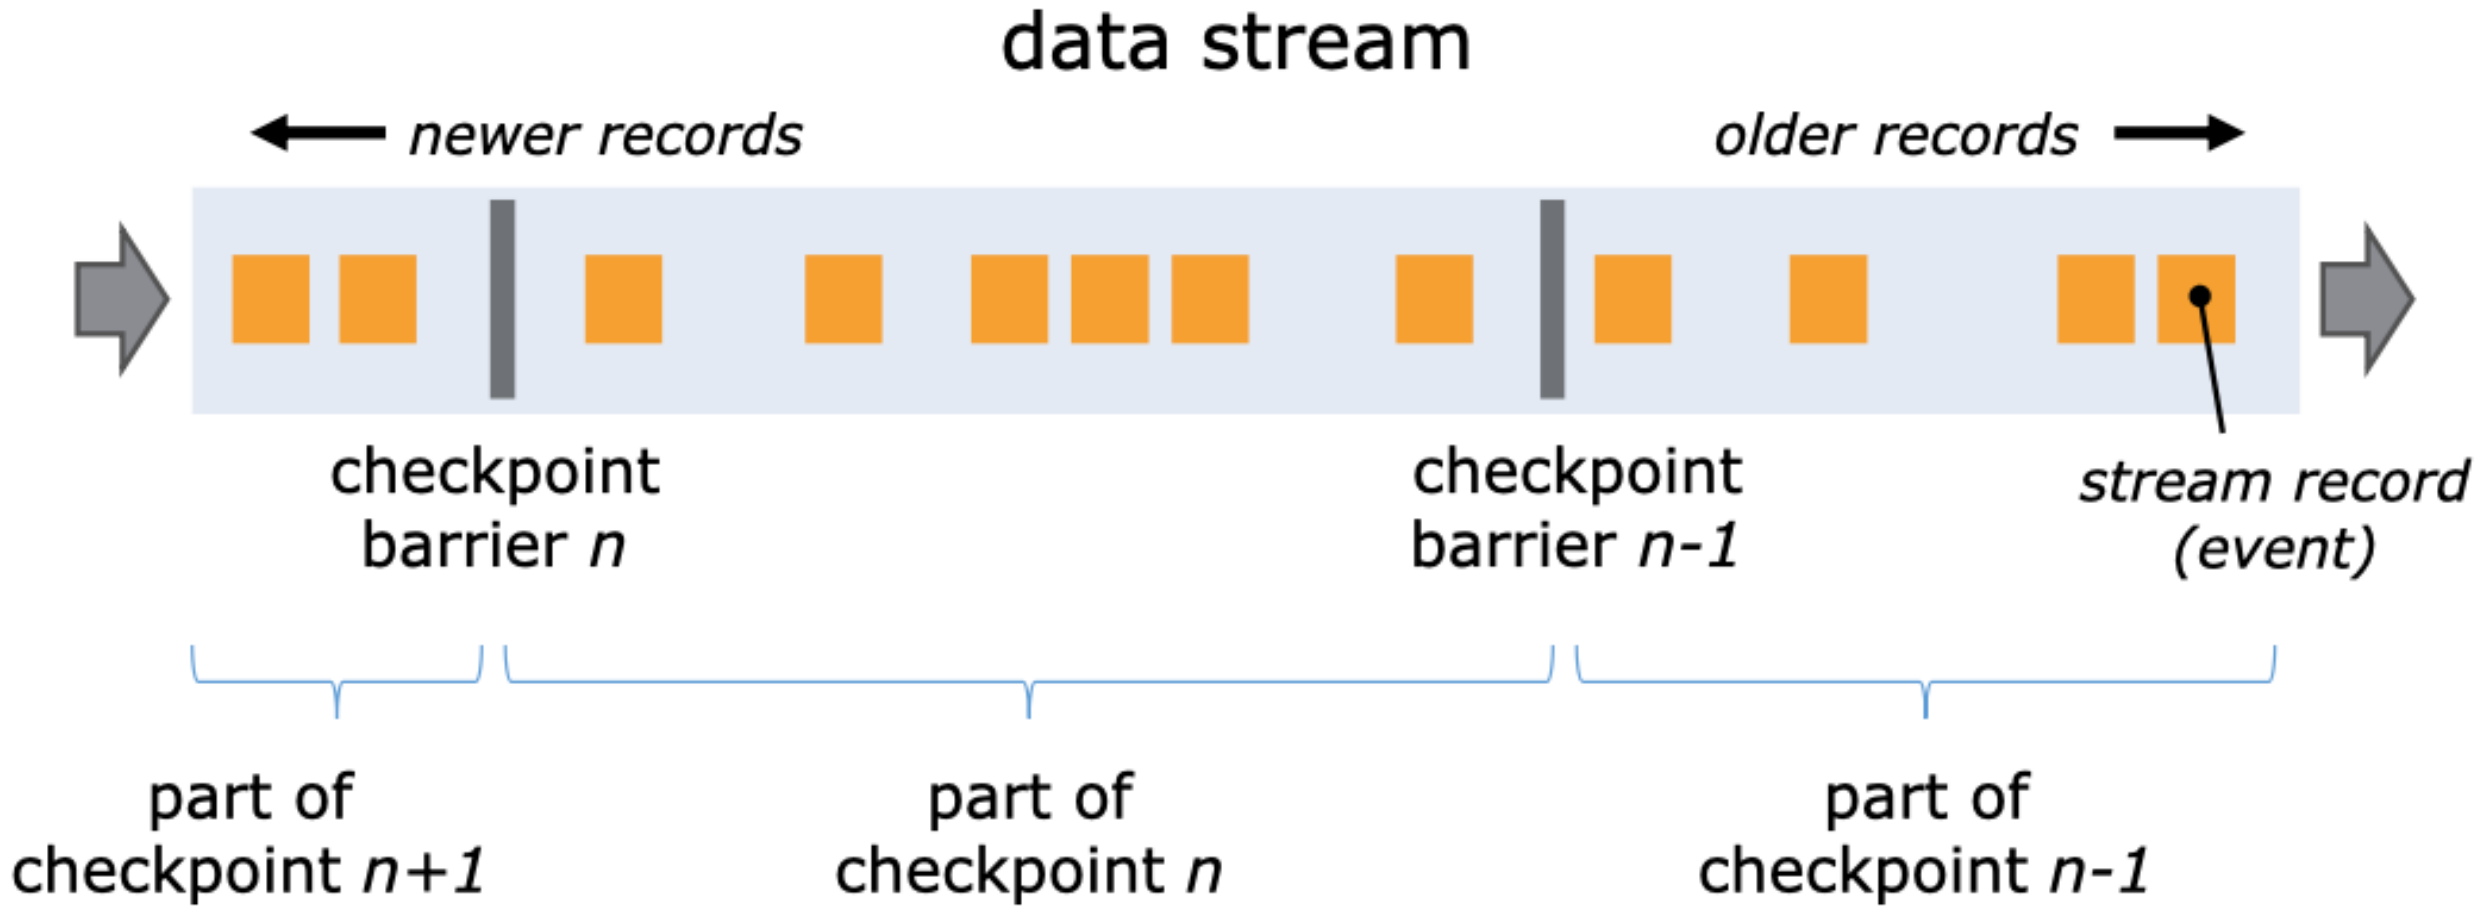 data stream
newer records
older records
checkpoint
barrier n
checkpoint
barrier n-1
stream record
(event)
part of
checkpoint n+1
part of
checkpoint n
part of
checkpoint n-1